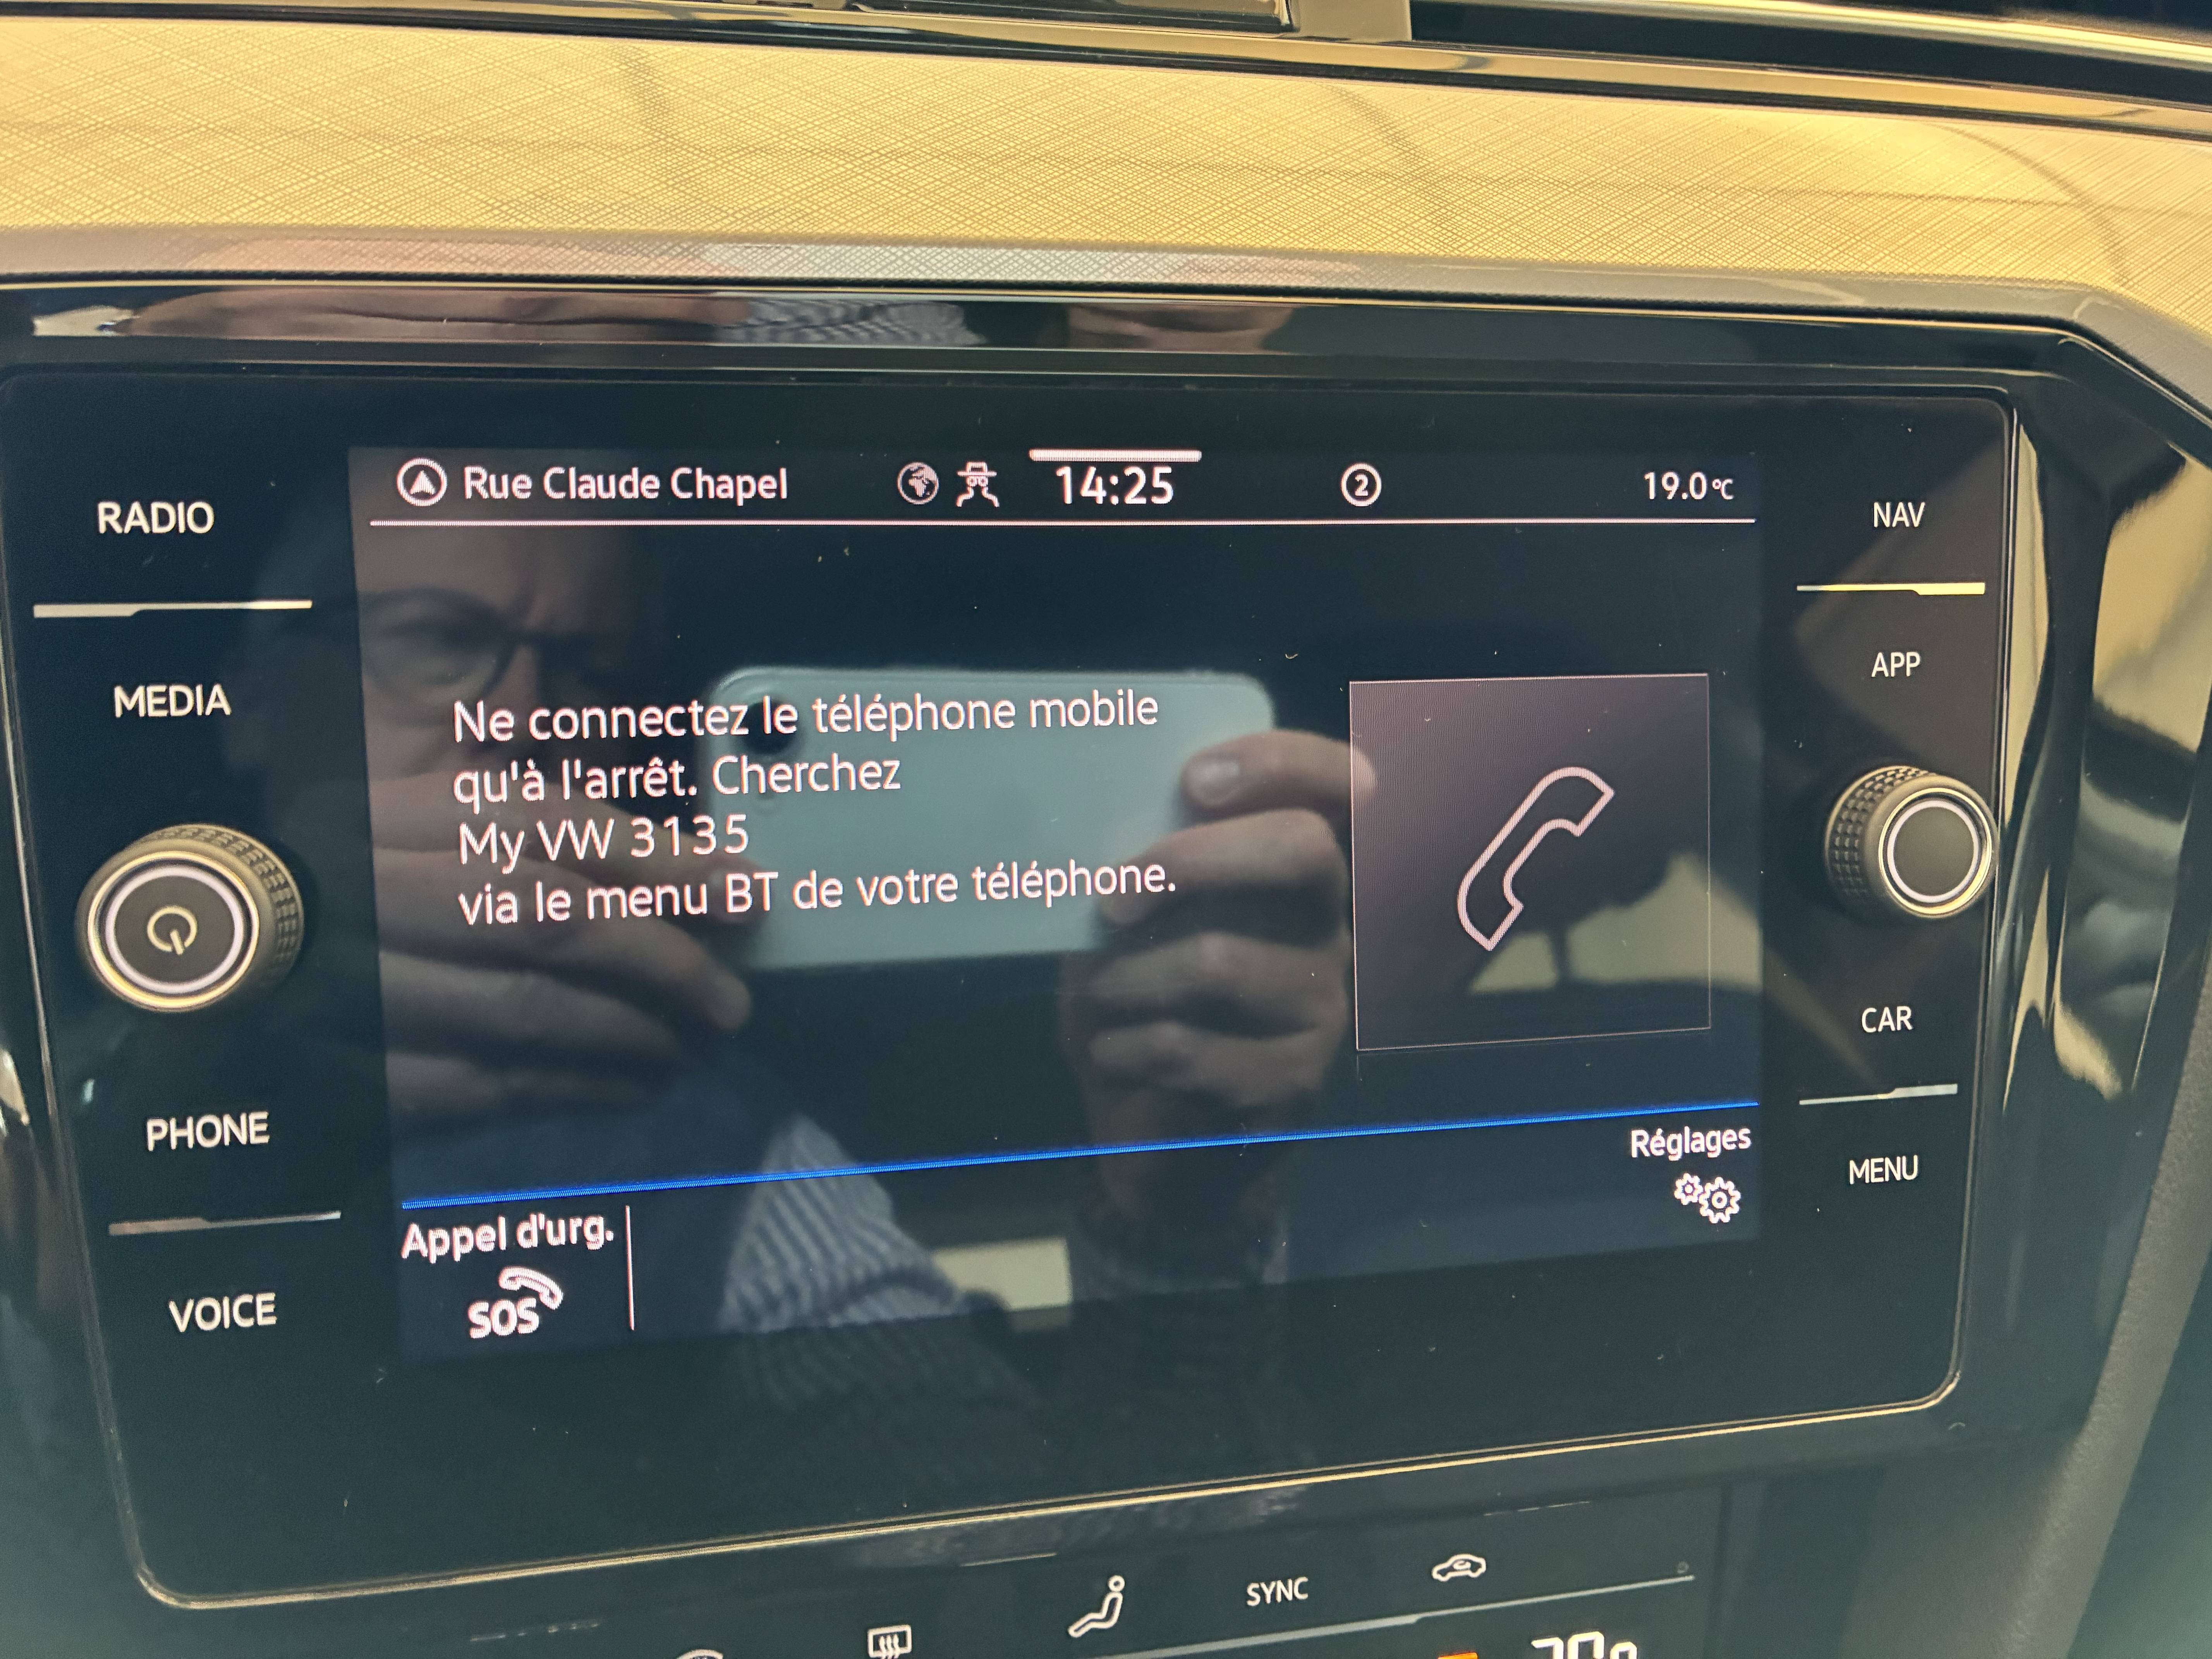 Rue Claude Chapel 14:25 2 19.0°C
RADIO
NAV
MEDIA
APP
Ne connectez le téléphone mobile
qu'à l'arrêt. Cherchez
My VW 3135
via le menu BT de votre téléphone.
CAR
PHONE
Réglages
MENU
Appel d'urg.
SOS
VOICE
SYNC